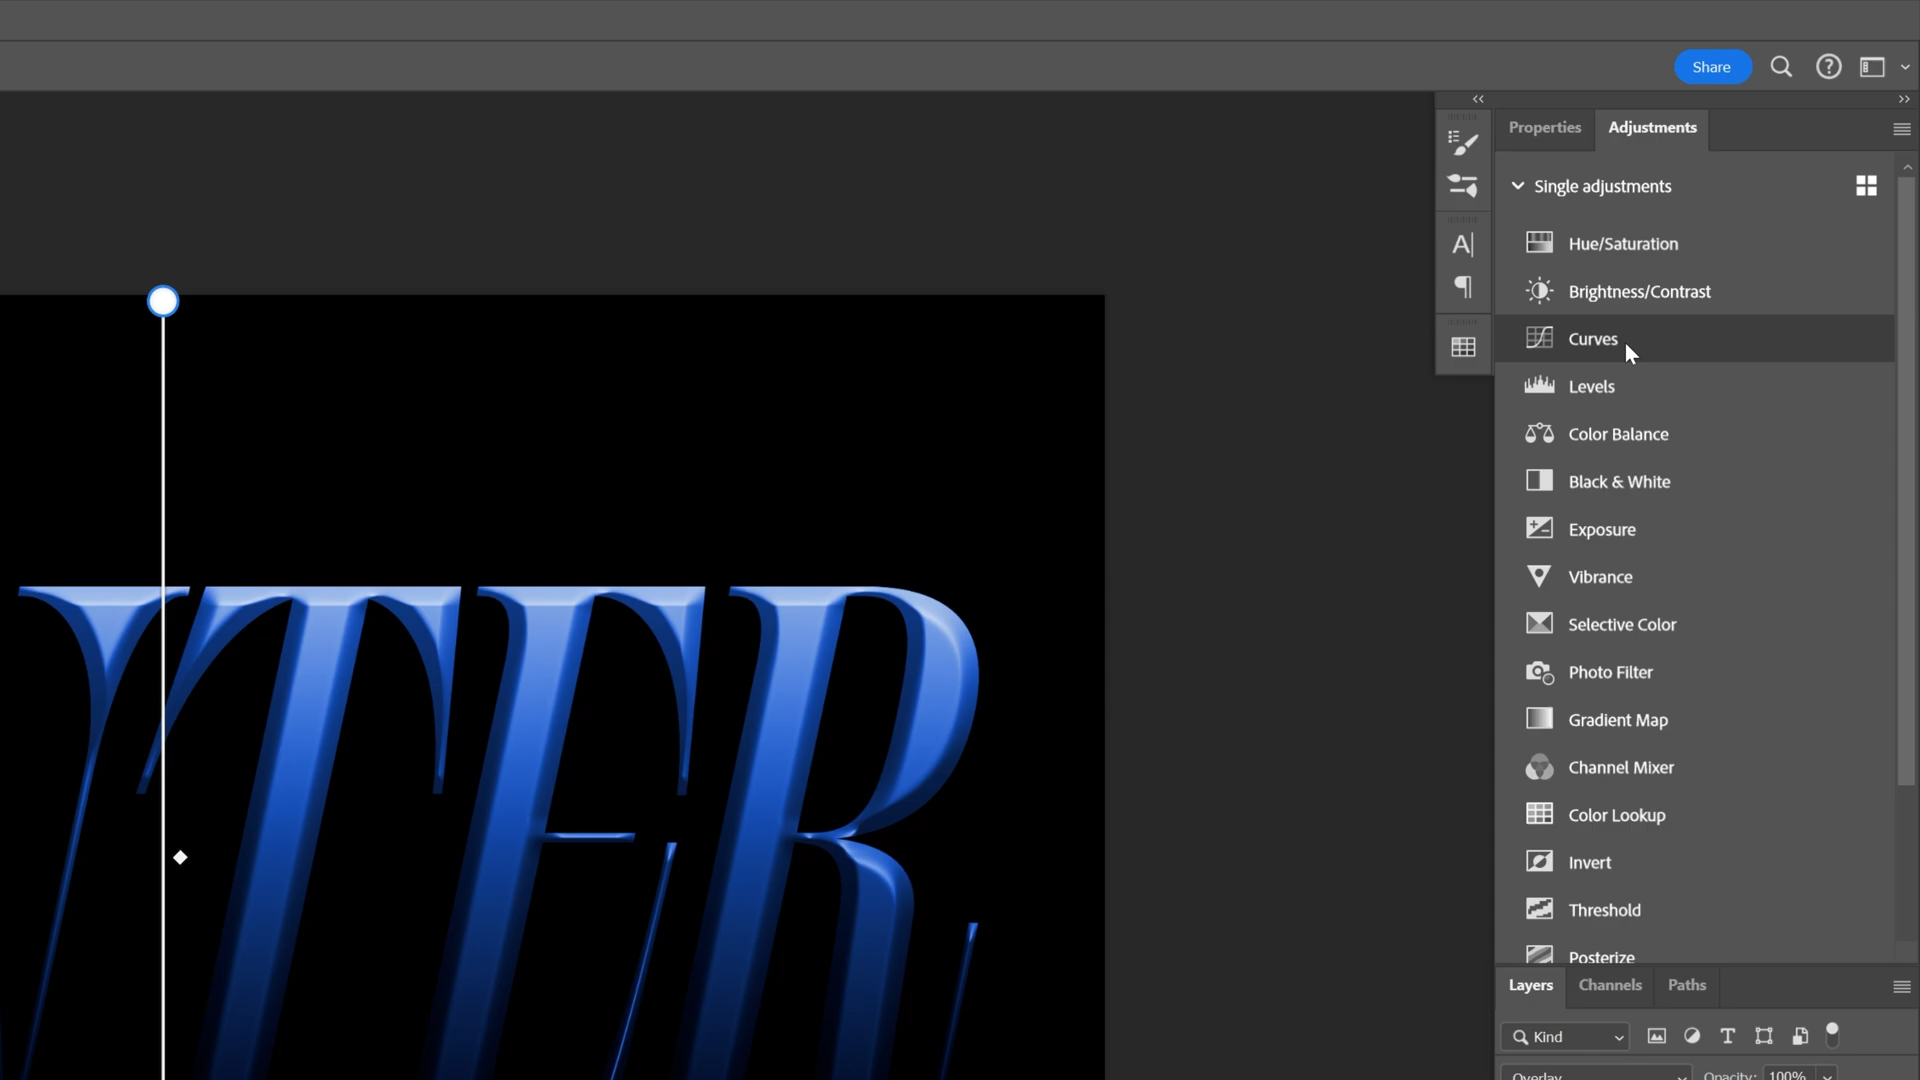 Share
Properties
Adjustments
Single adjustments
Hue/Saturation
Brightness/Contrast
Curves
Levels
Color Balance
Black & White
Exposure
Vibrance
Selective Color
Photo Filter
Gradient Map
Channel Mixer
Color Lookup
Invert
Threshold
Posterize
TER
Layers
Channels
Paths
Kind
Overlay
Opacity: 100%